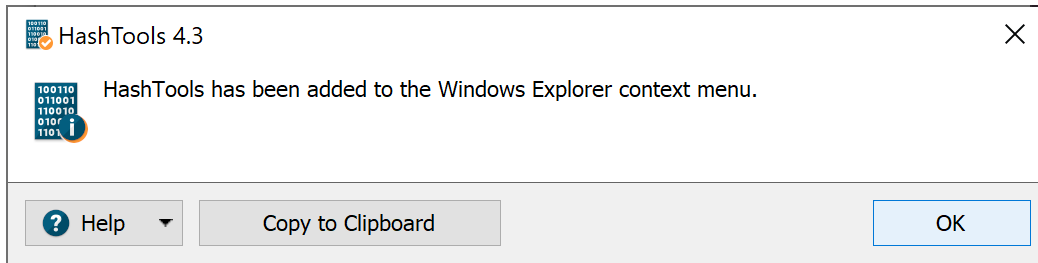 HashTools 4.3
HashTools has been added to the Windows Explorer context menu.
Help
Copy to Clipboard
OK